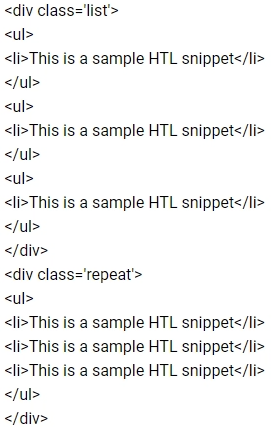 <div class='list'>
<ul>
<li>This is a sample HTL snippet</li>
</ul>
<ul>
<li>This is a sample HTL snippet</li>
</ul>
<ul>
<li>This is a sample HTL snippet</li>
</ul>
</div>
<div class='repeat'>
<ul>
<li>This is a sample HTL snippet</li>
<li>This is a sample HTL snippet</li>
<li>This is a sample HTL snippet</li>
</ul>
</div>